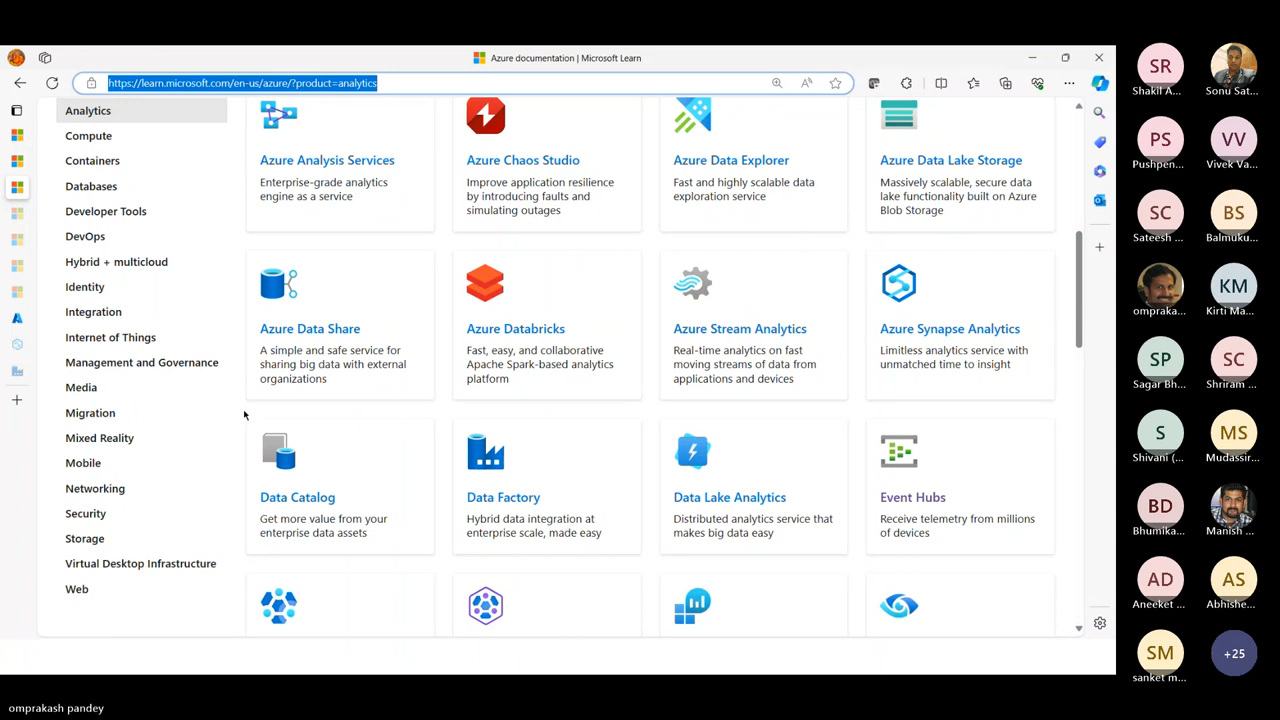 Azure documentation | Microsoft Learn
https://learn.microsoft.com/en-us/azure/?product=analytics
Analytics
Compute
Containers
Databases
Developer Tools
DevOps
Hybrid + multicloud
Identity
Integration
Internet of Things
Management and Governance
Media
Migration
Mixed Reality
Mobile
Networking
Security
Storage
Virtual Desktop Infrastructure
Web
Azure Analysis Services
Enterprise-grade analytics
engine as a service
Azure Chaos Studio
Improve application resilience
by introducing faults and
simulating outages
Azure Data Explorer
Fast and highly scalable data
exploration service
Azure Data Lake Storage
Massively scalable, secure data
lake functionality built on Azure
Blob Storage
Azure Data Share
A simple and safe service for
sharing big data with external
organizations
Azure Databricks
Fast, easy, and collaborative
Apache Spark-based analytics
platform
Azure Stream Analytics
Real-time analytics on fast
moving streams of data from
applications and devices
Azure Synapse Analytics
Limitless analytics service with
unmatched time to insight
Data Catalog
Get more value from your
enterprise data assets
Data Factory
Hybrid data integration at
enterprise scale, made easy
Data Lake Analytics
Distributed analytics service that
makes big data easy
Event Hubs
Receive telemetry from millions
of devices
SR
Shakil A...
Sonu Sat...
PS
Pushpen...
VV
Vivek Va...
SC
Sateesh ...
BS
Balmuku...
ompraka...
KM
Kirti Ma...
SP
Sagar Bh...
SC
Shriram ...
S
Shivani (...
MS
Mudassir...
BD
Bhumika...
Manish ...
AD
Aneeket ...
AS
Abhishe...
SM
sanket m...
+25
omprakash pandey